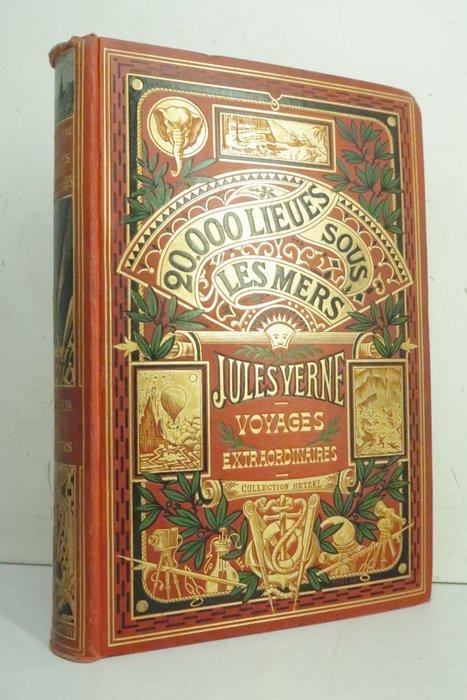 20.000 LIEUES
SOUS
LES MERS
JULES VERNE
VOYAGES
EXTRAORDINAIRES
COLLECTION HETZEL